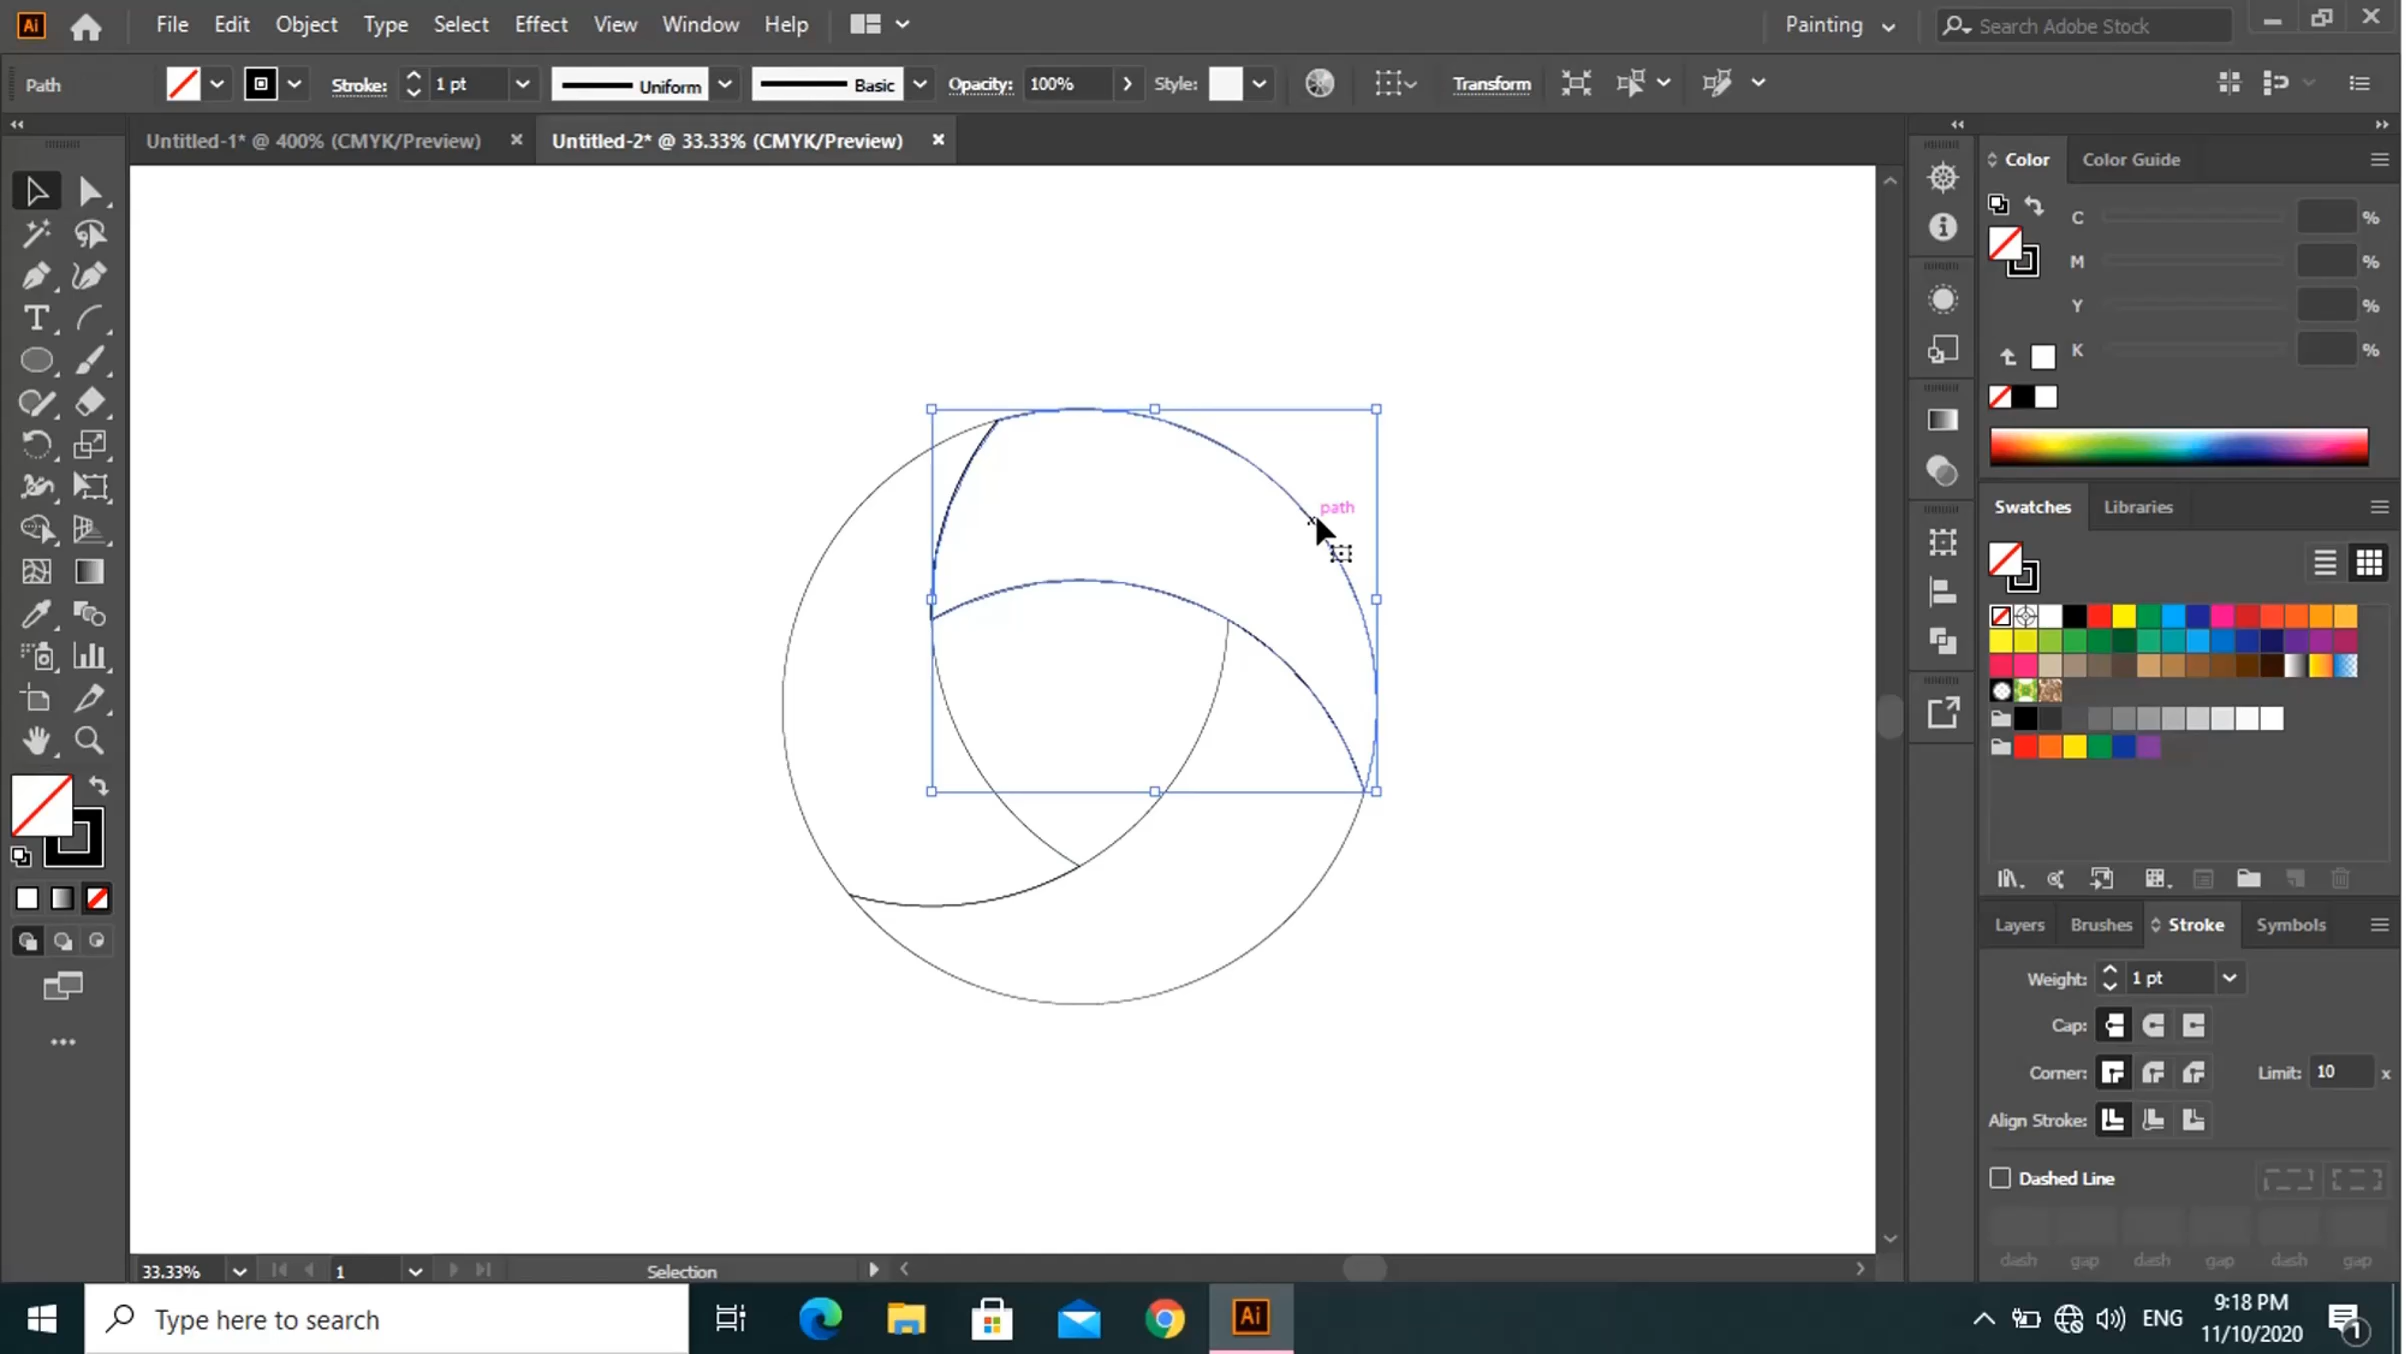 Ai File Edit Object Type Select Effect View Window Help Painting Search Adobe Stock
Path Stroke: 1 pt Uniform Basic Opacity: 100% Style: Transform
Untitled-1* @ 400% (CMYK/Preview) Untitled-2* @ 33.33% (CMYK/Preview)
Color Color Guide
C %
M %
Y %
K %
path
Swatches Libraries
Layers Brushes Stroke Symbols
Weight: 1 pt
Cap:
Corner: Limit: 10 x
Align Stroke:
Dashed Line
dash gap dash gap dash gap
33.33% 1 Selection
Type here to search Ai ENG
9:18 PM
11/10/2020
1